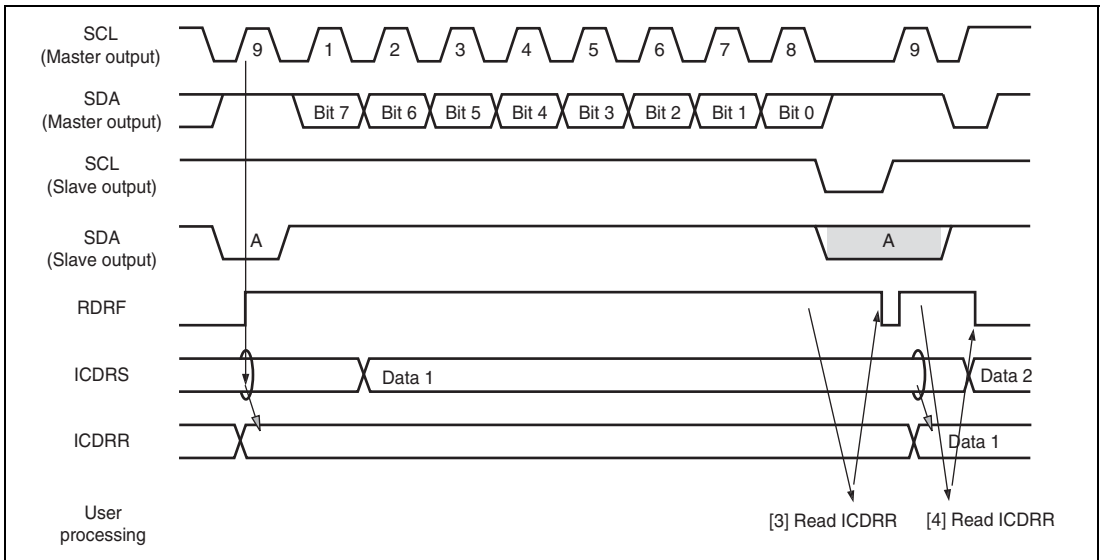 SCL
(Master output)
9 1 2 3 4 5 6 7 8 9
SDA
(Master output)
Bit 7 Bit 6 Bit 5 Bit 4 Bit 3 Bit 2 Bit 1 Bit 0
SCL
(Slave output)
SDA
(Slave output)
A A
RDRF
ICDRS
Data 1 Data 2
ICDRR
Data 1
User
processing
[3] Read ICDRR [4] Read ICDRR